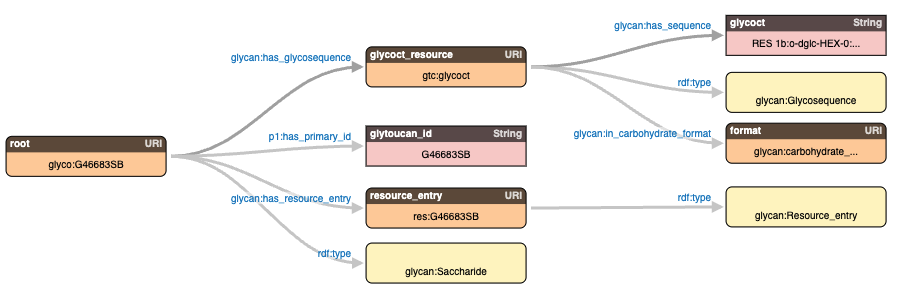 glycan:has_sequence
glycoct String
RES 1b:o-dglc-HEX-0:...
glycan:has_glycosequence
glycoct_resource URI
gtc:glycoct
rdf:type
glycan:Glycosequence
p1:has_primary_id
glytoucan_id String
G46683SB
glycan:in_carbohydrate_format
format URI
glycan:carbohydrate_...
root URI
glyco:G46683SB
glycan:has_resource_entry
resource_entry URI
res:G46683SB
rdf:type
glycan:Resource_entry
rdf:type
glycan:Saccharide